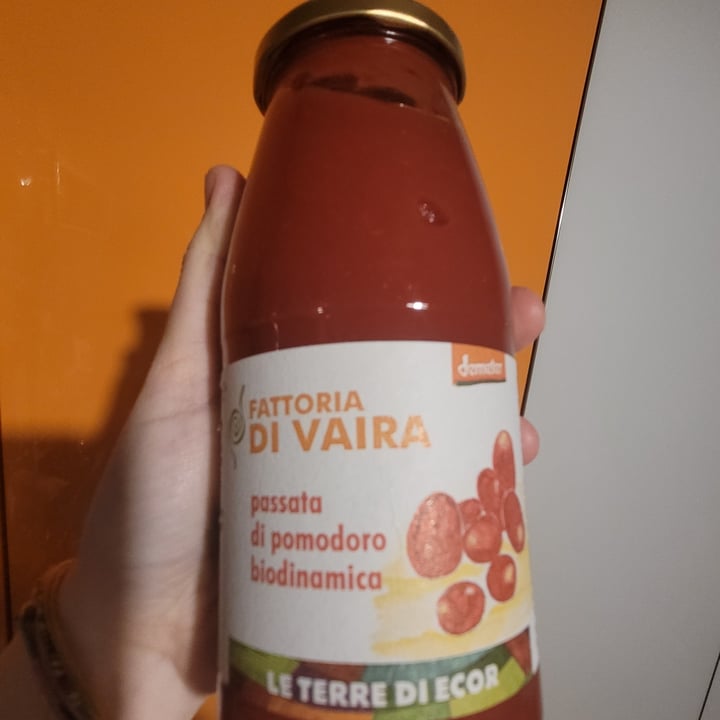 demeter
FATTORIA
DI VAIRA
passata
di pomodoro
biodinamica
LE TERRE DI ECOR